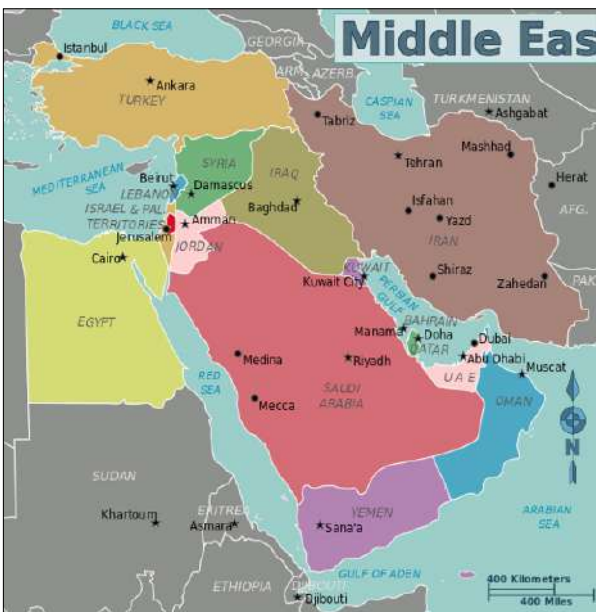 BLACK SEA
Middle Eas
Istanbul
GEORGIA
Ankara
TURKEY
ARM.
AZERB.
CASPIAN
SEA
TURKMENISTAN
Ashgabat
Tabriz
Tehran
Mashhad
Herat
AFG.
MEDITERRANEAN
SEA
Beirut
LEBANO
SYRIA
Damascus
IRAQ
Baghdad
Isfahan
Yazd
IRAN
ISRAEL & PAL.
TERRITORIES
Amman
Jerusalem
JORDAN
Cairo
KUWAIT
Kuwait City
Shiraz
Zahedan
PAK
EGYPT
PERSIAN
GULF
BAHRAIN
Manama
Doha
QATAR
Dubai
Abu Dhabi
UAE
Muscat
Medina
Riyadh
SAUDI
ARABIA
RED
SEA
Mecca
OMAN
N
SUDAN
Khartoum
ERITREA
Asmara
YEMEN
Sana'a
ARABIAN
SEA
GULF OF ADEN
ETHIOPIA
DJIBOUTI
Djibouti
400 Kilometers
400 Miles